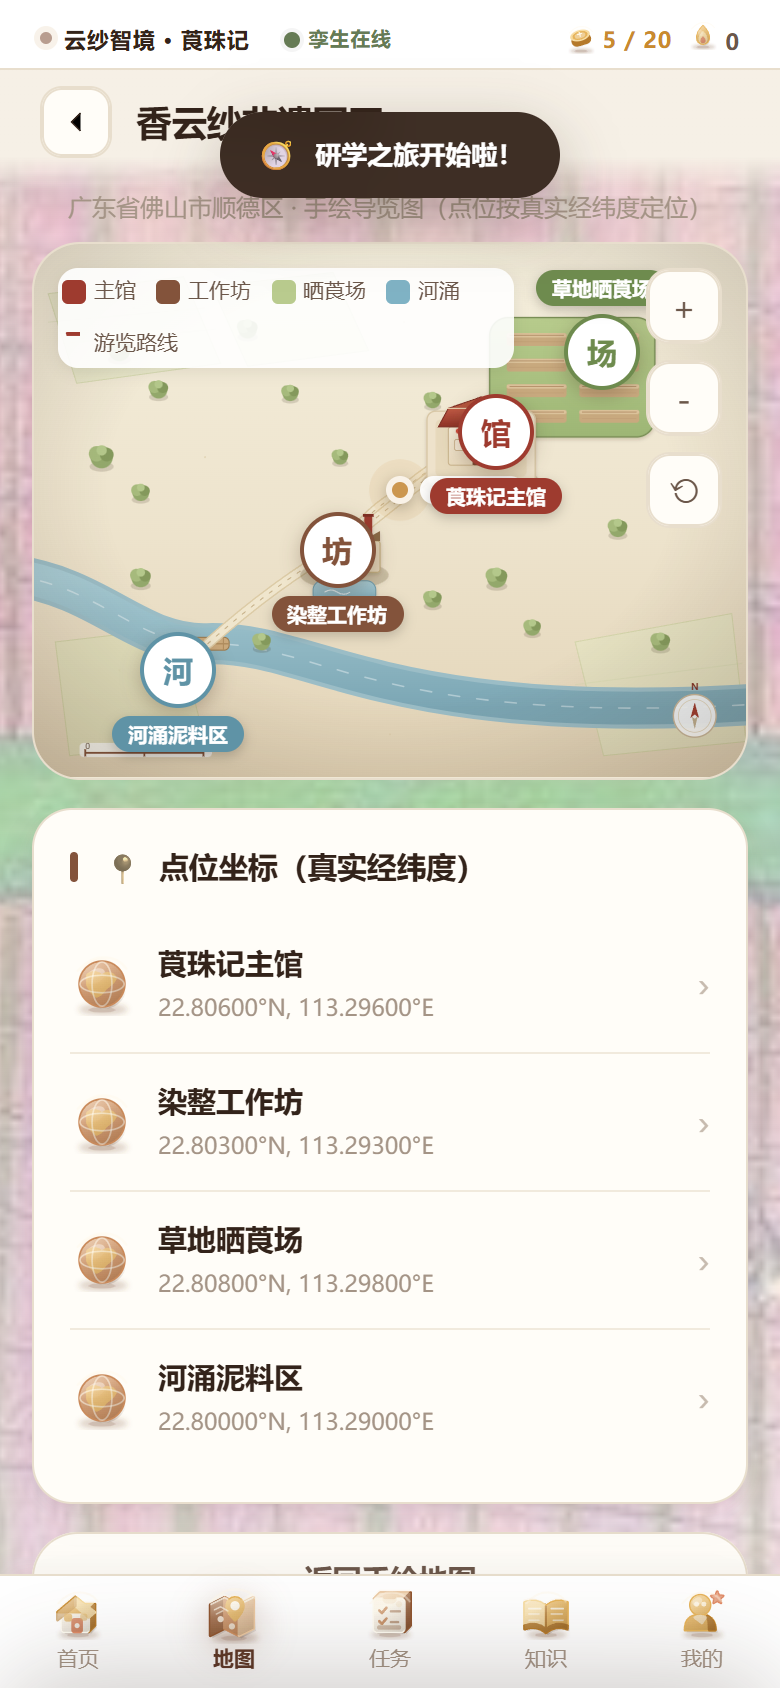 云纱智境·莨珠记
孪生在线
5 / 20
0
香云纱
研学之旅开始啦！
广东省佛山市顺德区 · 手绘导览图（点位按真实经纬度定位）
主馆
工作坊
晒莨场
河涌
游览路线
草地晒莨场
场
+
-
馆
莨珠记主馆
坊
染整工作坊
河
河涌泥料区
0
N
点位坐标（真实经纬度）
莨珠记主馆
22.80600°N, 113.29600°E
染整工作坊
22.80300°N, 113.29300°E
草地晒莨场
22.80800°N, 113.29800°E
河涌泥料区
22.80000°N, 113.29000°E
返回手绘地图
首页
地图
任务
知识
我的